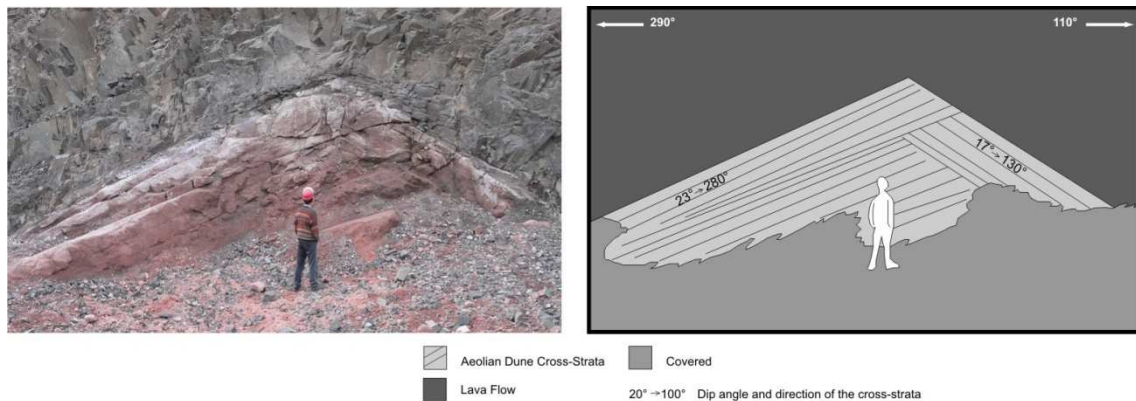 290°
110°
23°→280°
17°→130°
Aeolian Dune Cross-Strata
Covered
Lava Flow
20° →100° Dip angle and direction of the cross-strata